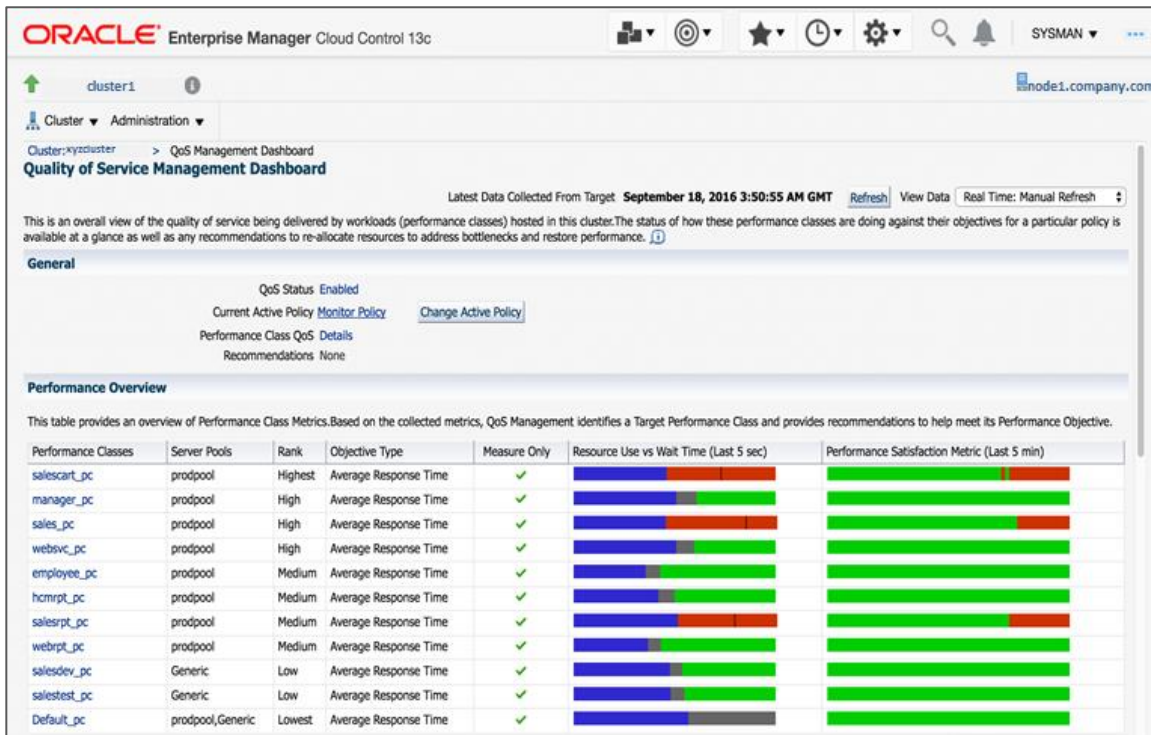 ORACLE® Enterprise Manager Cloud Control 13c
SYSMAN
cluster1
node1.company.com
Cluster Administration
Cluster:xyzcluster > QoS Management Dashboard
Quality of Service Management Dashboard
Latest Data Collected From Target September 18, 2016 3:50:55 AM GMT Refresh View Data Real Time: Manual Refresh
This is an overall view of the quality of service being delivered by workloads (performance classes) hosted in this cluster.The status of how these performance classes are doing against their objectives for a particular policy is
available at a glance as well as any recommendations to re-allocate resources to address bottlenecks and restore performance.
General
QoS Status Enabled
Current Active Policy Monitor Policy Change Active Policy
Performance Class QoS Details
Recommendations None
Performance Overview
This table provides an overview of Performance Class Metrics.Based on the collected metrics, QoS Management identifies a Target Performance Class and provides recommendations to help meet its Performance Objective.
Performance Classes Server Pools Rank Objective Type Measure Only Resource Use vs Wait Time (Last 5 sec) Performance Satisfaction Metric (Last 5 min)
salescart_pc prodpool Highest Average Response Time
manager_pc prodpool High Average Response Time
sales_pc prodpool High Average Response Time
websvc_pc prodpool High Average Response Time
employee_pc prodpool Medium Average Response Time
hcmrpt_pc prodpool Medium Average Response Time
salesrpt_pc prodpool Medium Average Response Time
webrpt_pc prodpool Medium Average Response Time
salesdev_pc Generic Low Average Response Time
salestest_pc Generic Low Average Response Time
Default_pc prodpool,Generic Lowest Average Response Time